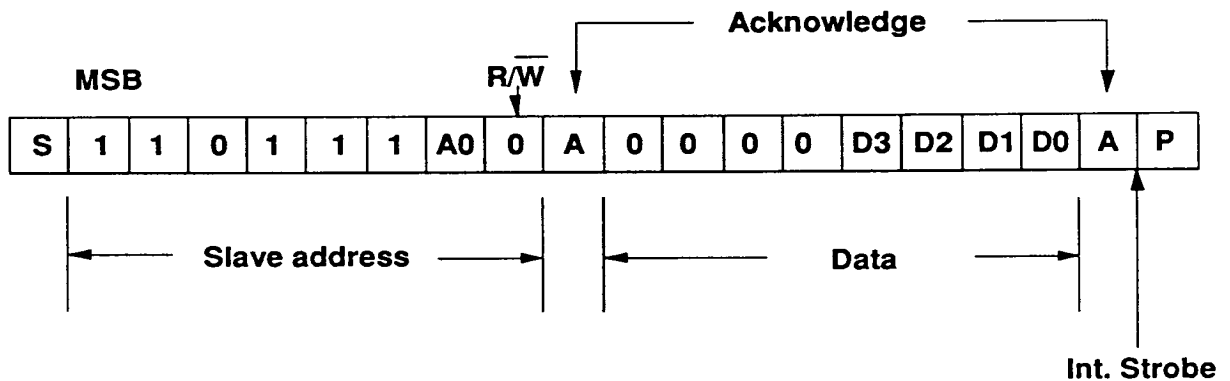 Acknowledge
MSB
R/W̅
S 1 1 0 1 1 1 A0 0 A 0 0 0 0 D3 D2 D1 D0 A P
Slave address
Data
Int. Strobe